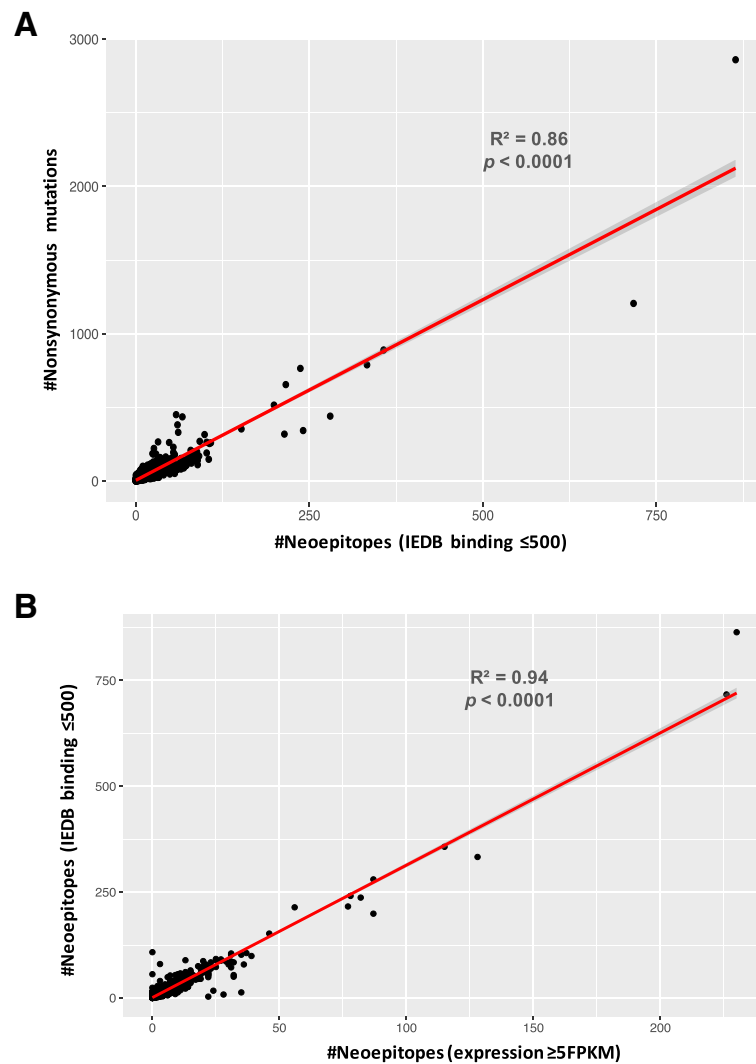 A
3000
2000
1000
0
#Nonsynonymous mutations
R² = 0.86
p < 0.0001
0 250 500 750
#Neoepitopes (IEDB binding ≤500)
B
750
500
250
0
#Neoepitopes (IEDB binding ≤500)
R² = 0.94
p < 0.0001
0 50 100 150 200
#Neoepitopes (expression ≥5FPKM)